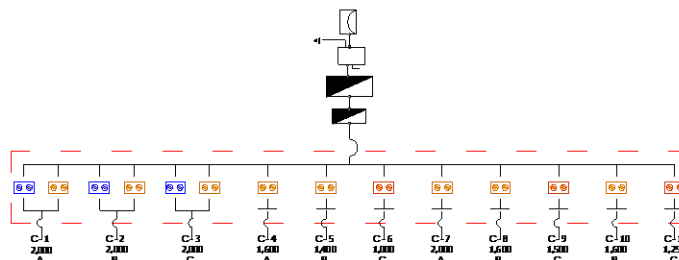 C-1 C-2 C-3 C-4 C-5 C-6 C-7 C-8 C-9 C-10
2,000 2,000 2,000 1,600 1,400 1,000 2,000 1,600 1,500 1,600
A B C A B C A B C B